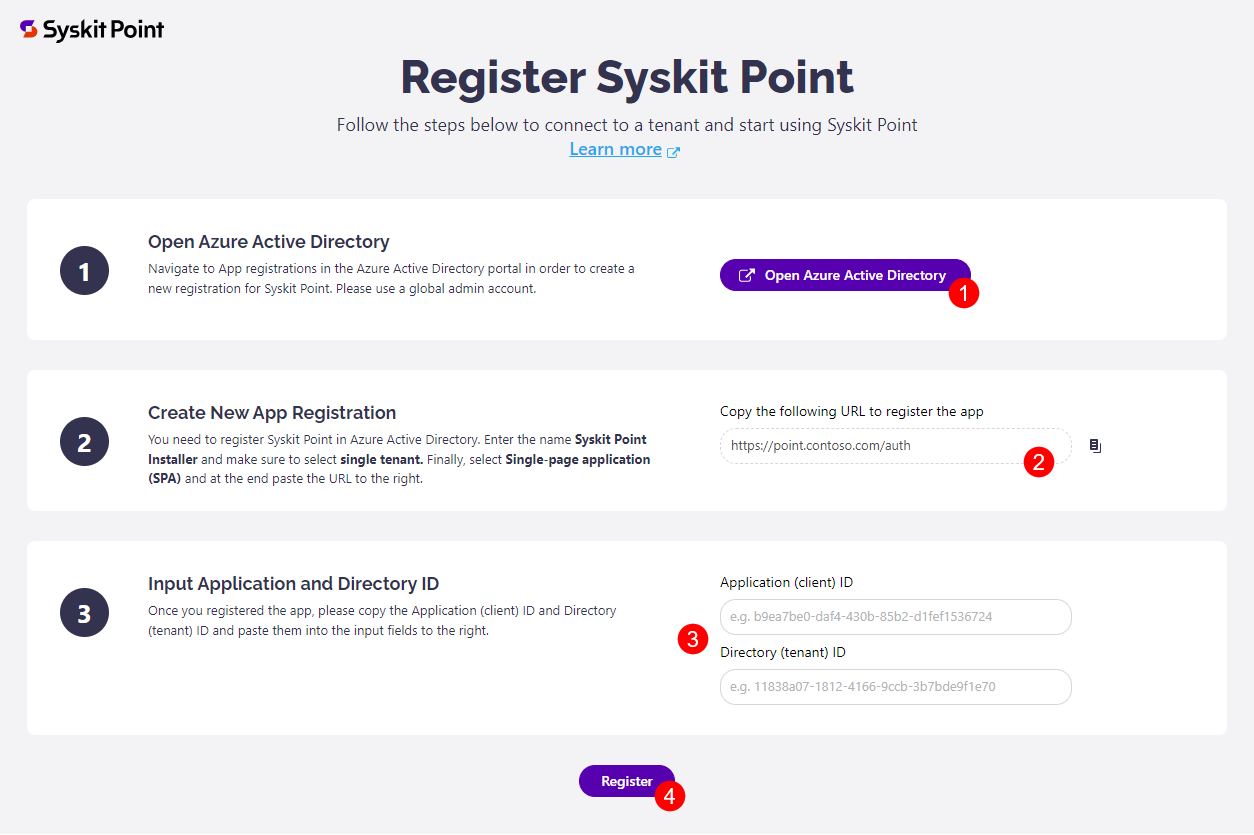 Syskit Point
Register Syskit Point
Follow the steps below to connect to a tenant and start using Syskit Point
Learn more
1
Open Azure Active Directory
Navigate to App registrations in the Azure Active Directory portal in order to create a
new registration for Syskit Point. Please use a global admin account.
Open Azure Active Directory
1
2
Create New App Registration
You need to register Syskit Point in Azure Active Directory. Enter the name Syskit Point
Installer and make sure to select single tenant. Finally, select Single-page application
(SPA) and at the end paste the URL to the right.
Copy the following URL to register the app
https://point.contoso.com/auth
2
3
Input Application and Directory ID
Once you registered the app, please copy the Application (client) ID and Directory
(tenant) ID and paste them into the input fields to the right.
3
Application (client) ID
e.g. b9ea7be0-daf4-430b-85b2-d1fef1536724
Directory (tenant) ID
e.g. 11838a07-1812-4166-9ccb-3b7bde9f1e70
Register
4